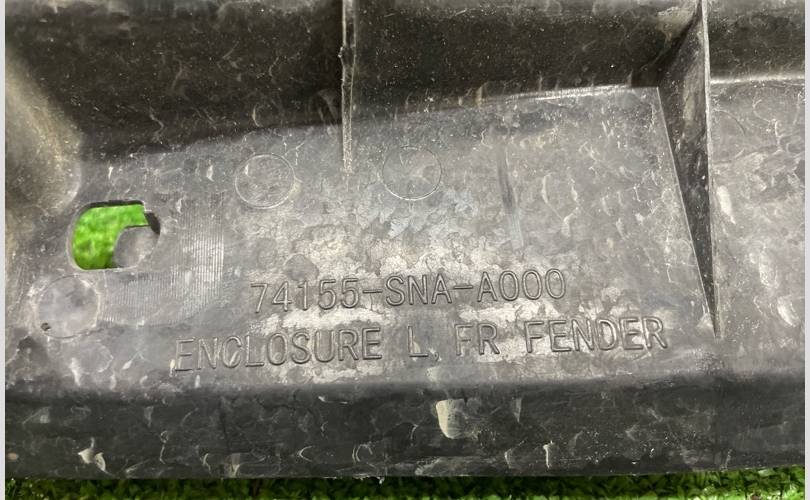 74155-SNA-A000
ENCLOSURE L, FR FENDER